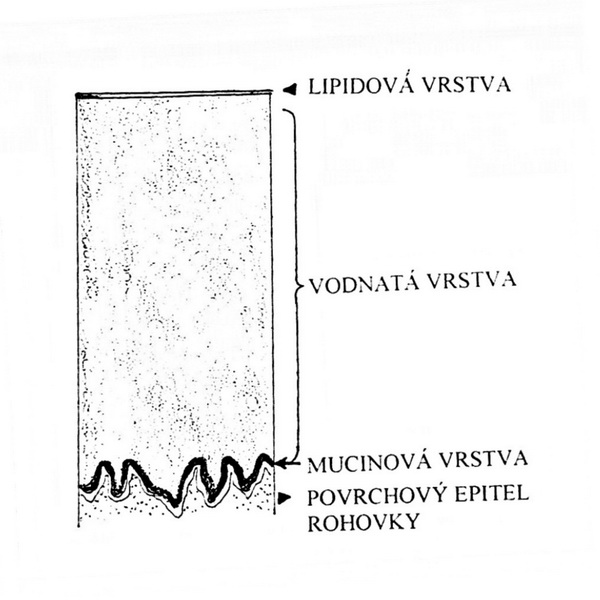 LIPIDOVÁ VRSTVA
VODNATÁ VRSTVA
MUCINOVÁ VRSTVA
POVRCHOVÝ EPITEL
ROHOVKY